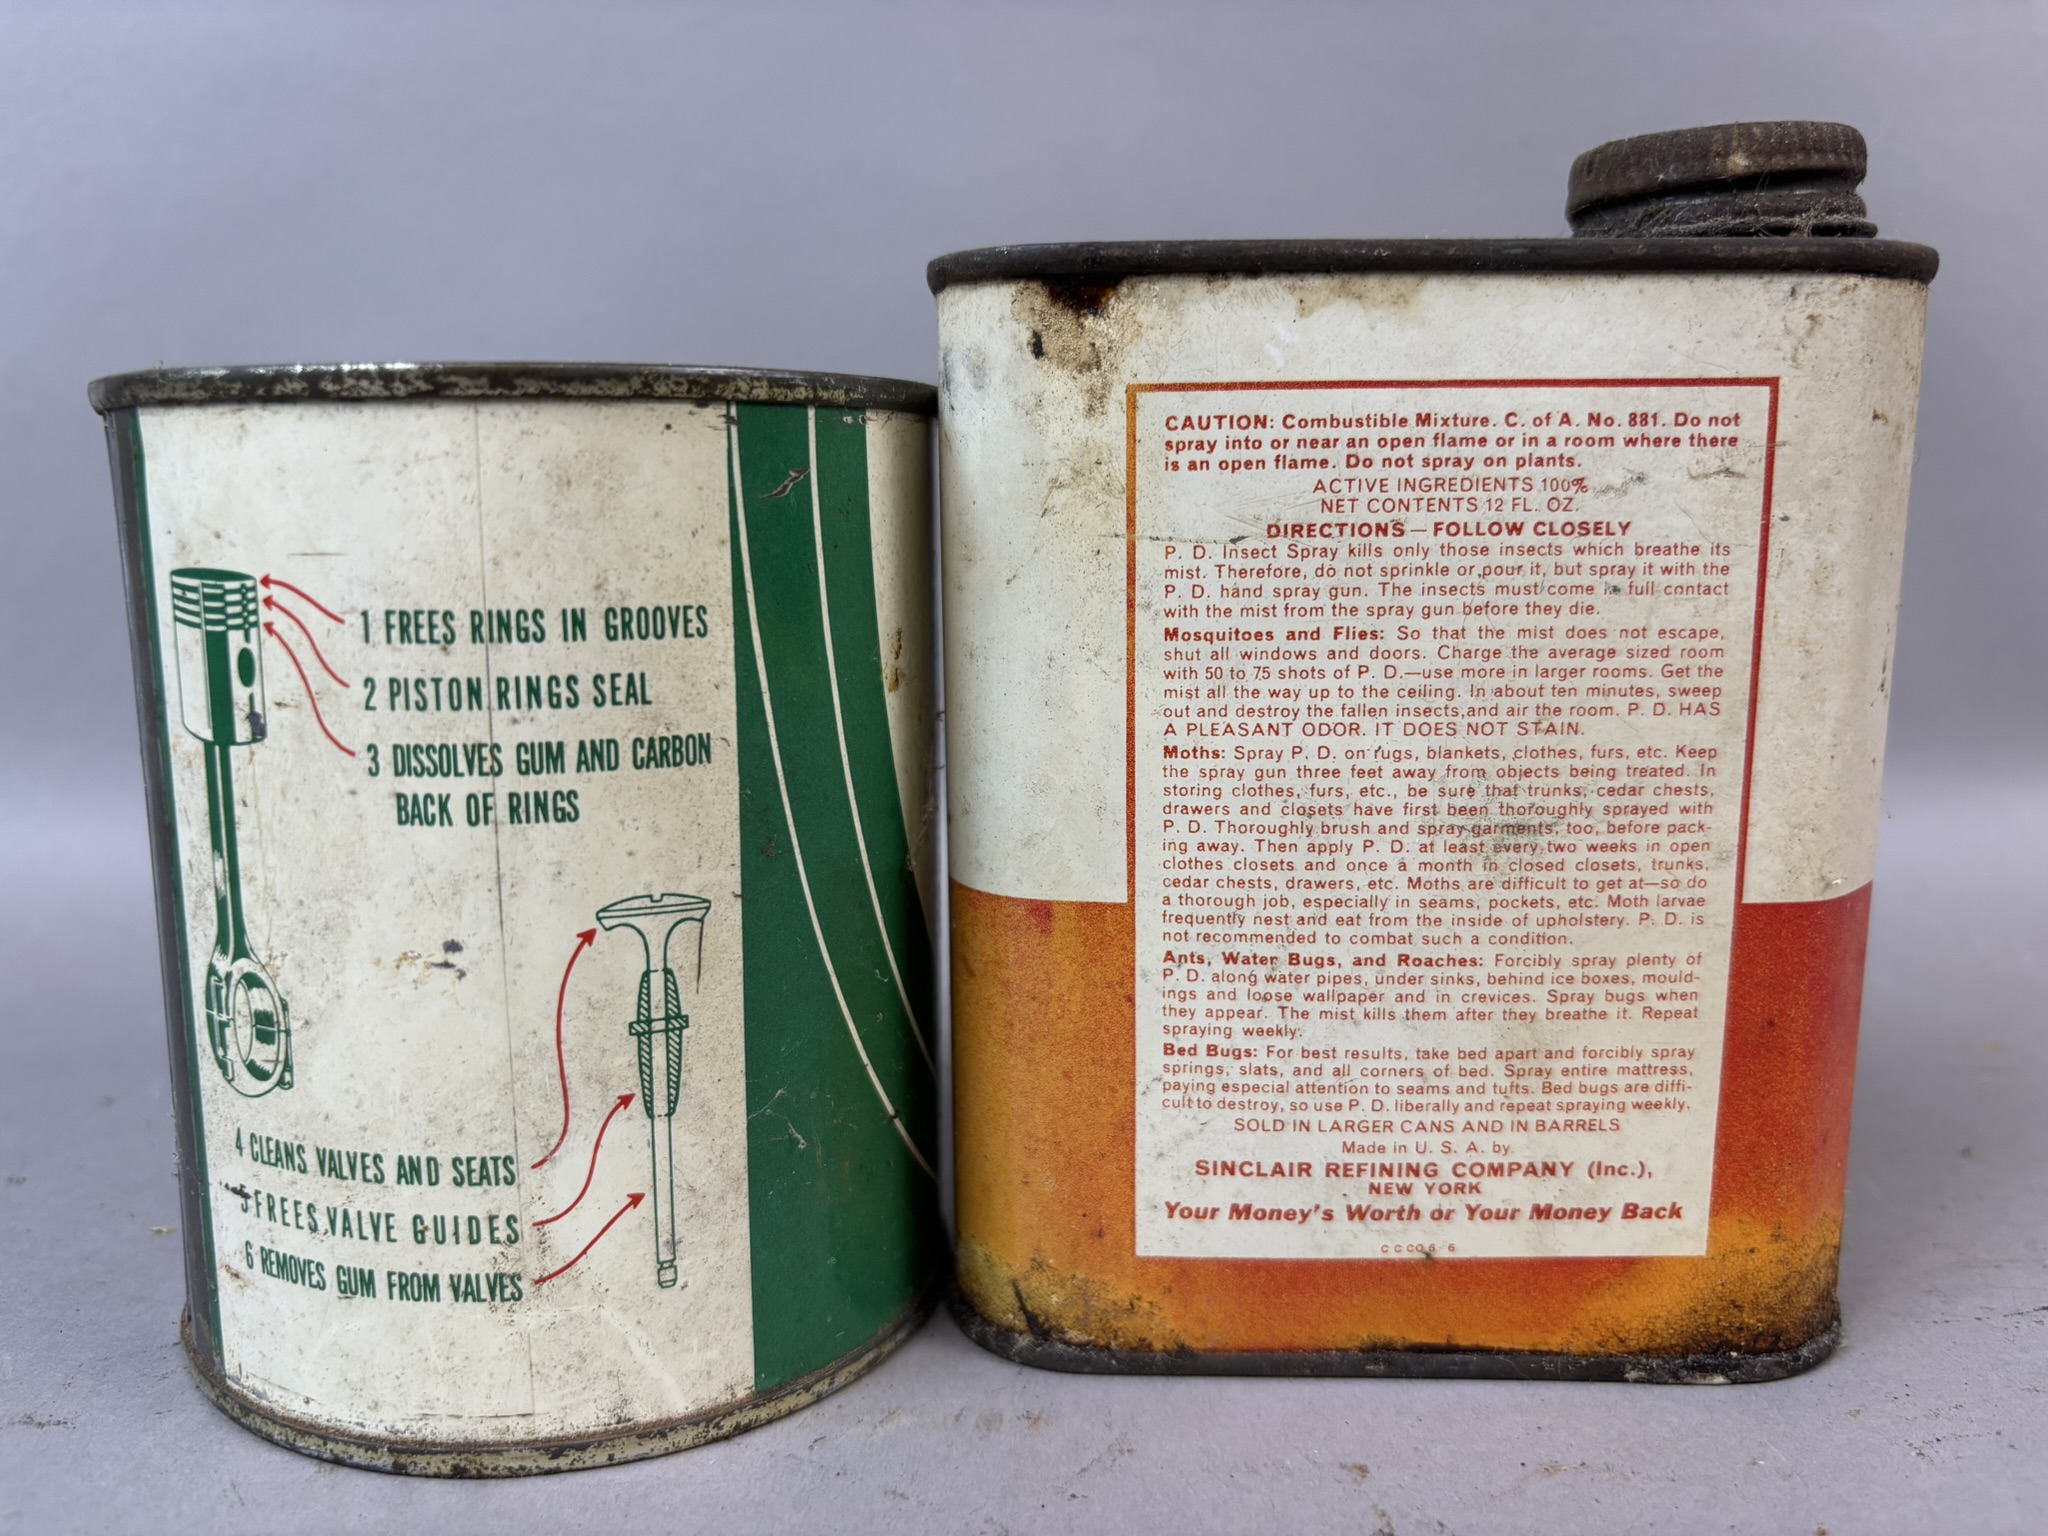 1 FREES RINGS IN GROOVES
2 PISTON RINGS SEAL
3 DISSOLVES GUM AND CARBON
BACK OF RINGS
4 CLEANS VALVES AND SEATS
5 FREES VALVE GUIDES
6 REMOVES GUM FROM VALVES
CAUTION: Combustible Mixture. C. of A. No. 881. Do not
spray into or near an open flame or in a room where there
is an open flame. Do not spray on plants.
ACTIVE INGREDIENTS 100%
NET CONTENTS 12 FL. OZ.
DIRECTIONS — FOLLOW CLOSELY
P. D. Insect Spray kills only those insects which breathe its
mist. Therefore, do not sprinkle or pour it, but spray it with the
P. D. hand spray gun. The insects must come in full contact
with the mist from the spray gun before they die.
Mosquitoes and Flies: So that the mist does not escape,
shut all windows and doors. Charge the average sized room
with 50 to 75 shots of P. D.—use more in larger rooms. Get the
mist all the way up to the ceiling. In about ten minutes, sweep
out and destroy the fallen insects, and air the room. P. D. HAS
A PLEASANT ODOR. IT DOES NOT STAIN.
Moths: Spray P. D. on rugs, blankets, clothes, furs, etc. Keep
the spray gun three feet away from objects being treated. In
storing clothes, furs, etc., be sure that trunks, cedar chests,
drawers and closets have first been thoroughly sprayed with
P. D. Thoroughly brush and spray garments, too, before pack-
ing away. Then apply P. D. at least every two weeks in open
clothes closets and once a month in closed closets, trunks,
cedar chests, drawers, etc. Moths are difficult to get at—so do
a thorough job, especially in seams, pockets, etc. Moth larvae
frequently nest and eat from the inside of upholstery. P. D. is
not recommended to combat such a condition.
Ants, Water Bugs, and Roaches: Forcibly spray plenty of
P. D. along water pipes, under sinks, behind ice boxes, mould-
ings and loose wallpaper and in crevices. Spray bugs when
they appear. The mist kills them after they breathe it. Repeat
spraying weekly.
Bed Bugs: For best results, take bed apart and forcibly spray
springs, slats, and all corners of bed. Spray entire mattress,
paying especial attention to seams and tufts. Bed bugs are diffi-
cult to destroy, so use P. D. liberally and repeat spraying weekly.
SOLD IN LARGER CANS AND IN BARRELS
Made in U. S. A. by
SINCLAIR REFINING COMPANY (Inc.),
NEW YORK
Your Money's Worth or Your Money Back